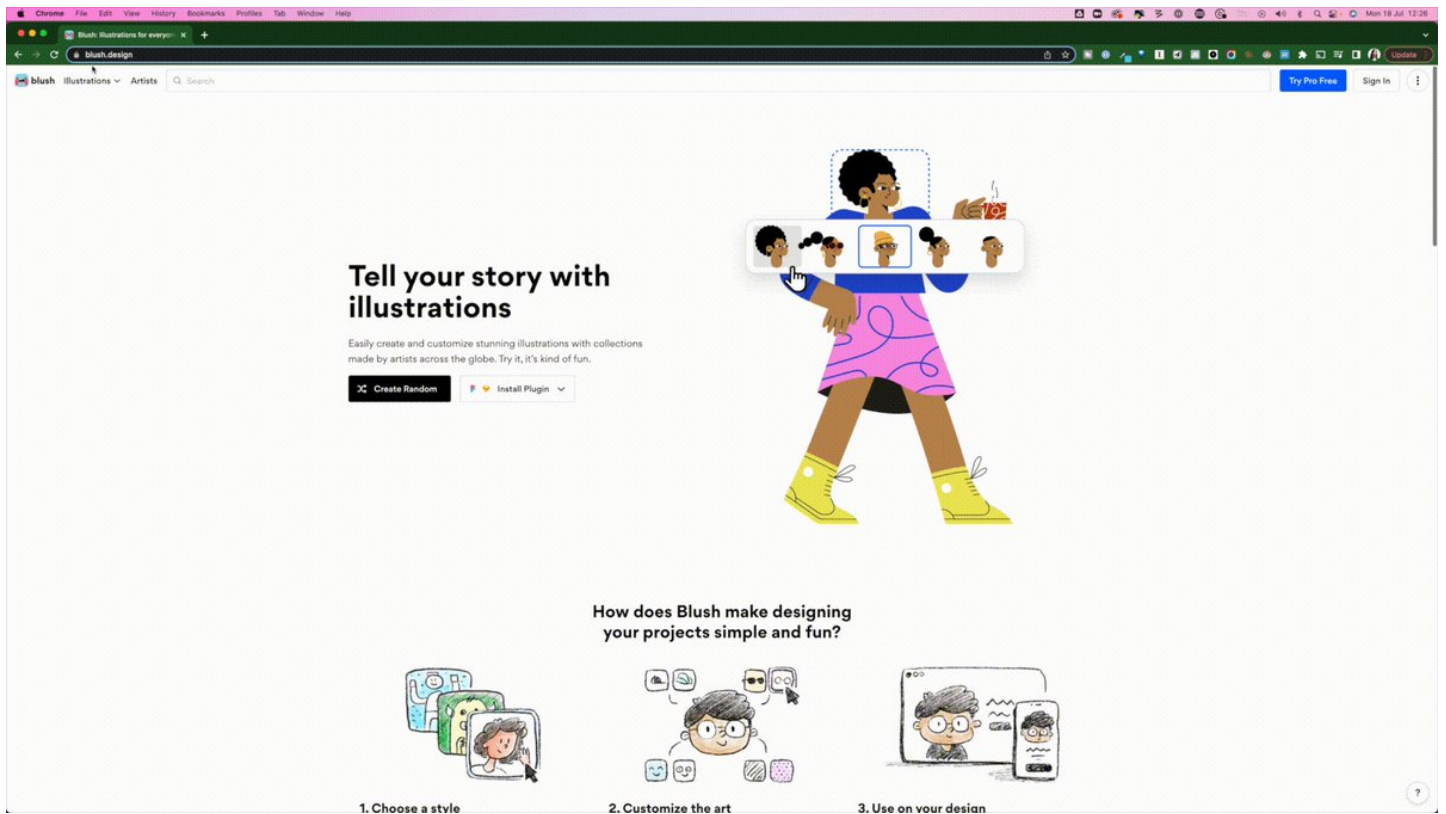 Chrome File Edit View History Bookmarks Profiles Tab Window Help
Mon 18 Jul 12:26
Blush: Illustrations for everyon
blush.design
Update
blush Illustrations Artists Search
Try Pro Free Sign In
Tell your story with
illustrations
Easily create and customize stunning illustrations with collections
made by artists across the globe. Try it, it's kind of fun.
Create Random Install Plugin
How does Blush make designing
your projects simple and fun?
1. Choose a style 2. Customize the art 3. Use on your design
?